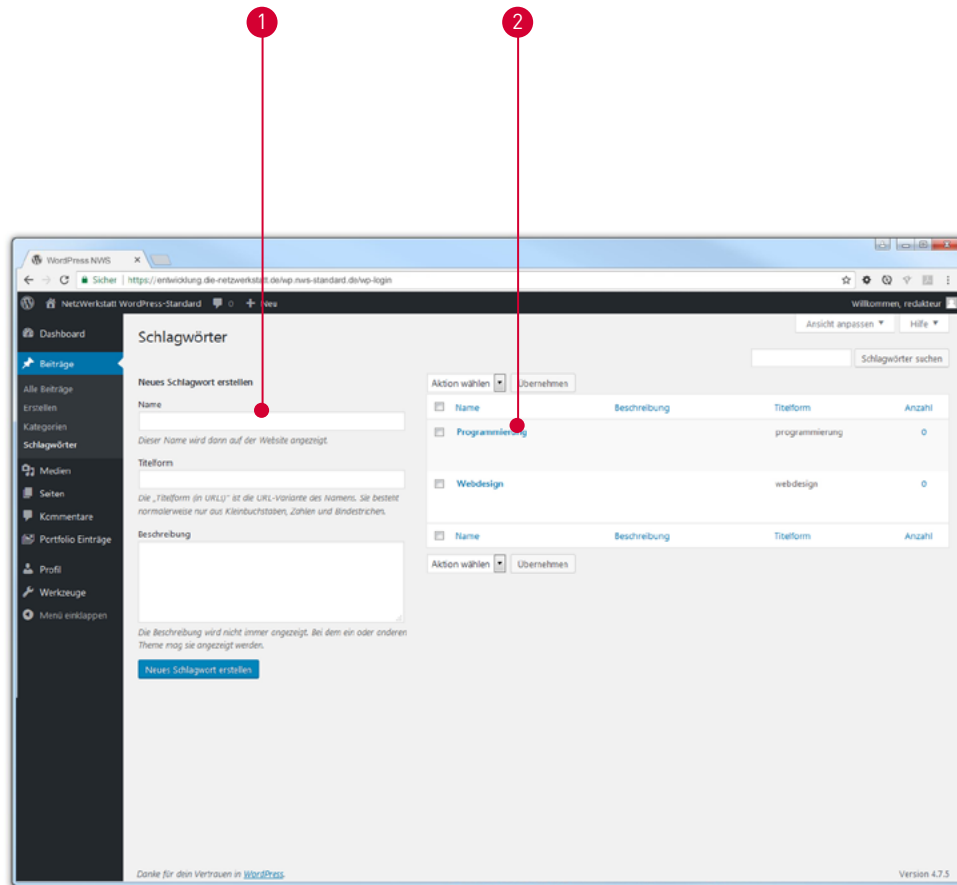 1
2
WordPress NWS
Sicher | https://entwicklung.die-netzwerkstatt.de/wp.nws-standard.de/wp-login
NetzWerkstatt WordPress-Standard 0 + Neu
Willkommen, redakteur
Dashboard
Beiträge
Alle Beiträge
Erstellen
Kategorien
Schlagwörter
Medien
Seiten
Kommentare
Portfolio Einträge
Profil
Werkzeuge
Menü einklappen
Ansicht anpassen
Hilfe
Schlagwörter
Schlagwörter suchen
Neues Schlagwort erstellen
Name
Dieser Name wird dann auf der Website angezeigt.
Titelform
Die „Titelform (in URLs)“ ist die URL-Variante des Namens. Sie besteht
normalerweise nur aus Kleinbuchstaben, Zahlen und Bindestrichen.
Beschreibung
Die Beschreibung wird nicht immer angezeigt. Bei dem ein oder anderen
Theme mag sie angezeigt werden.
Neues Schlagwort erstellen
Aktion wählen Übernehmen
Name Beschreibung Titelform Anzahl
Programmierung programmierung 0
Webdesign webdesign 0
Name Beschreibung Titelform Anzahl
Aktion wählen Übernehmen
Danke für dein Vertrauen in WordPress.
Version 4.7.5